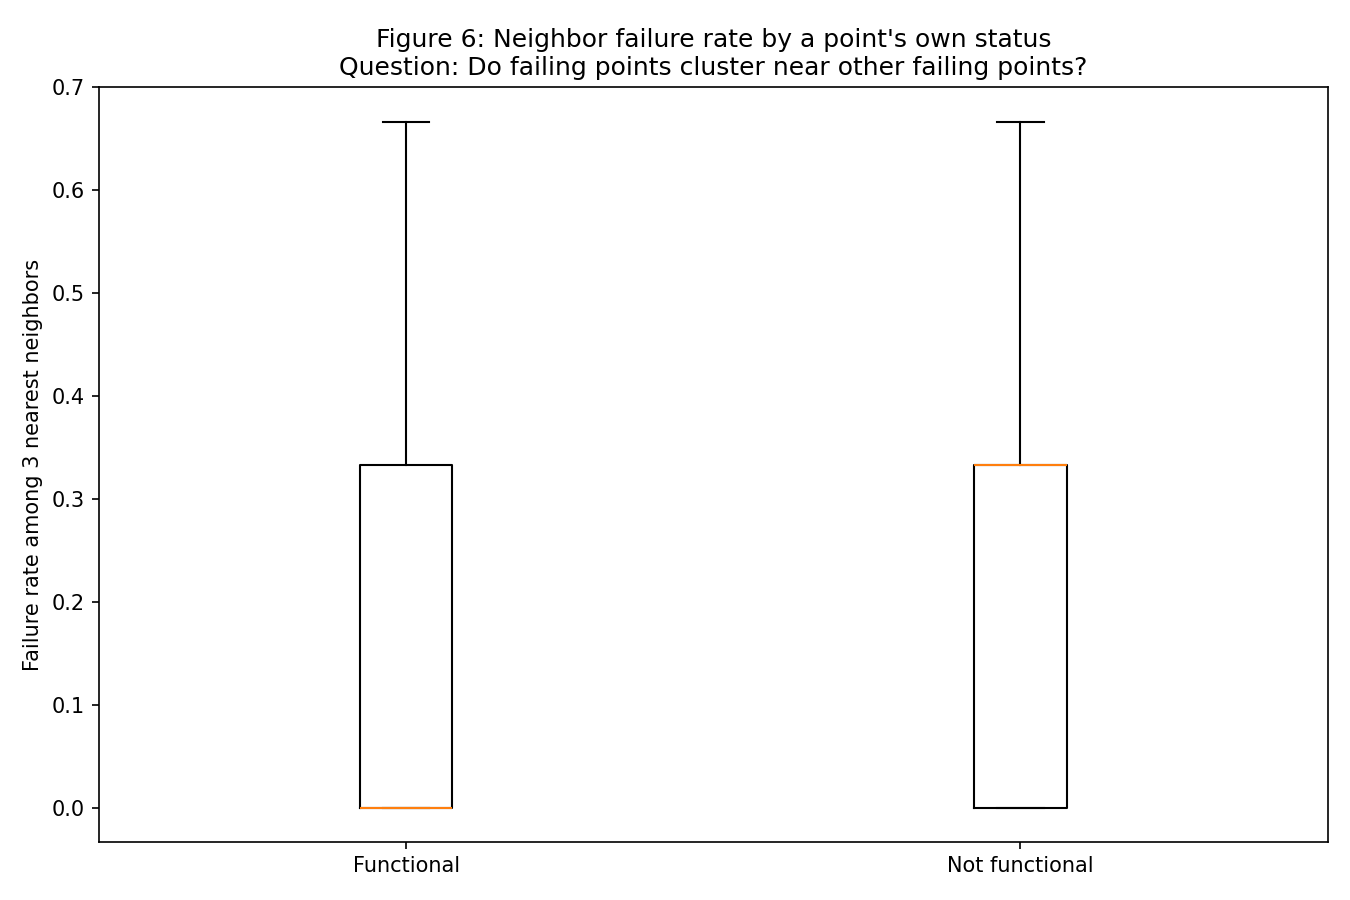 Figure 6: Neighbor failure rate by a point's own status
Question: Do failing points cluster near other failing points?
Failure rate among 3 nearest neighbors
0.7
0.6
0.5
0.4
0.3
0.2
0.1
0.0
Functional
Not functional